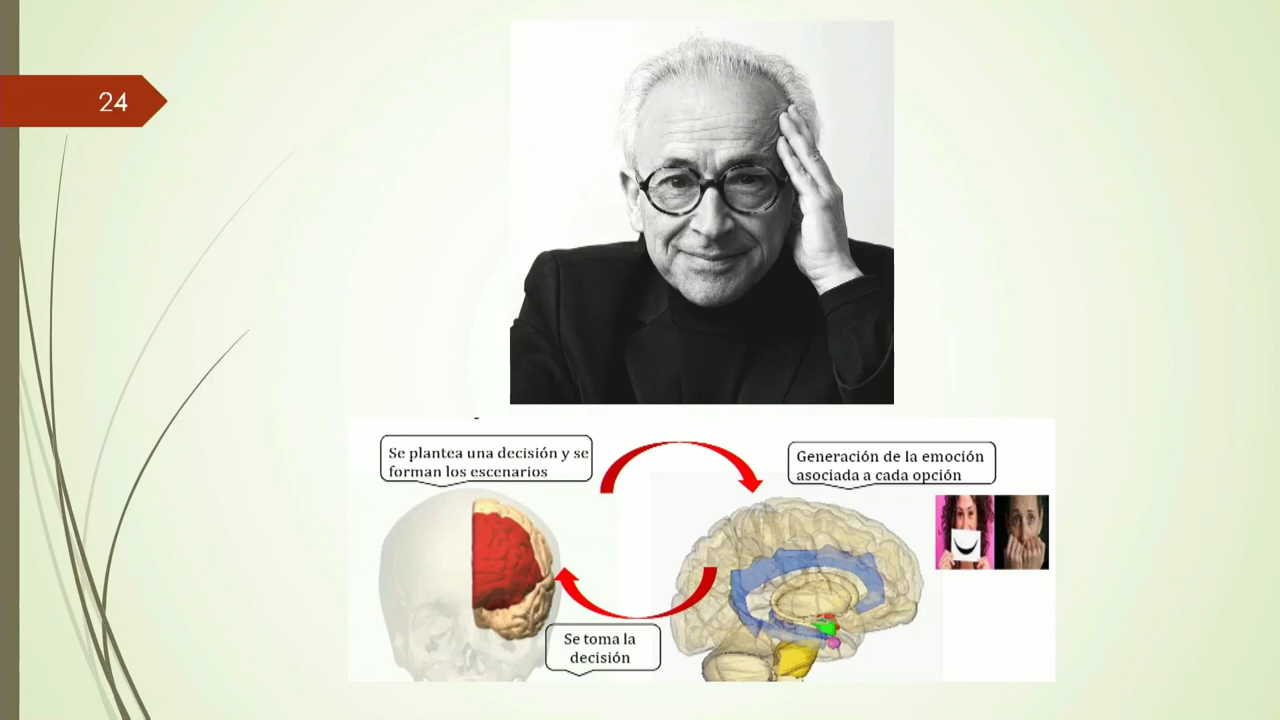 24
Se plantea una decisión y se
forman los escenarios
Generación de la emoción
asociada a cada opción
Se toma la
decisión